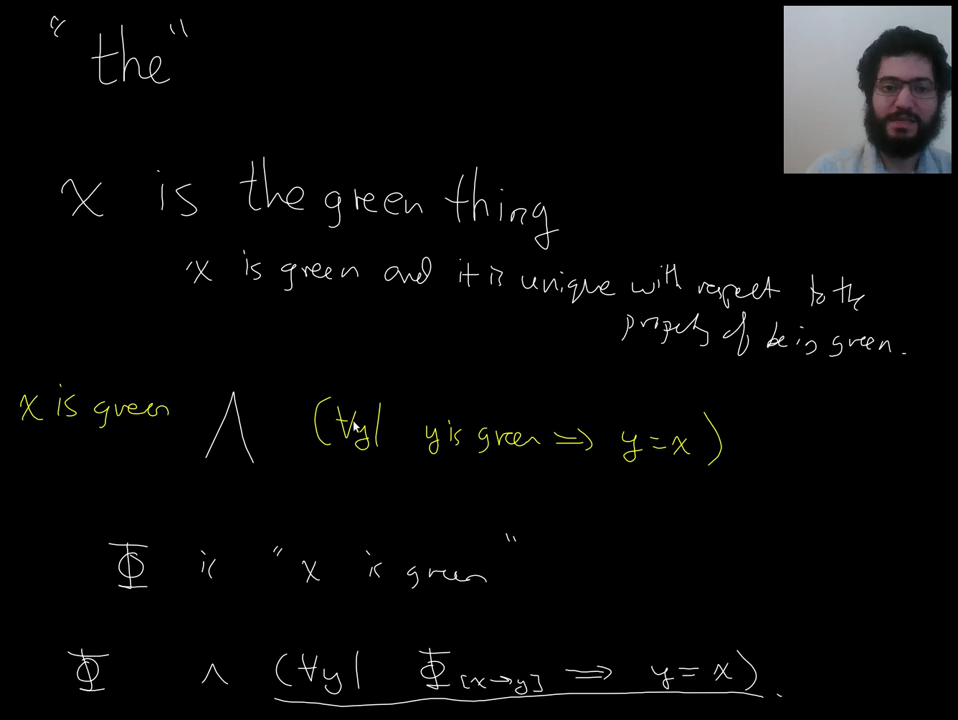 "the"
x is the green thing
x is green and it is unique with respect to the
property of being green.
x is green ∧ (∀y| y is green ⟹ y = x)
Φ is "x is green"
Φ ∧ (∀y| Φ[x→y] ⟹ y = x).